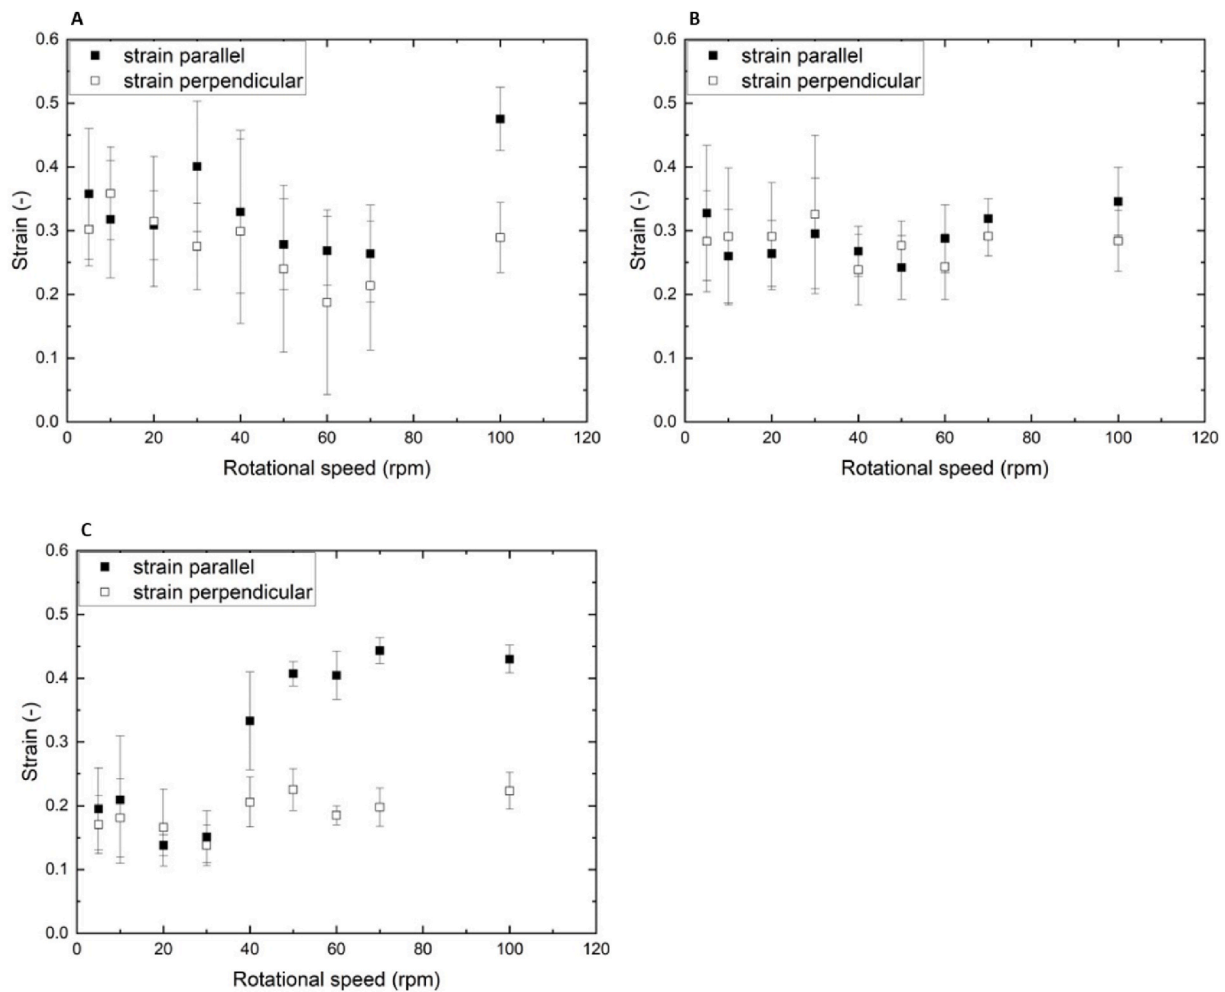 A
strain parallel
strain perpendicular
Strain (-)
0.6
0.5
0.4
0.3
0.2
0.1
0.0
0 20 40 60 80 100 120
Rotational speed (rpm)
B
strain parallel
strain perpendicular
Strain (-)
0.6
0.5
0.4
0.3
0.2
0.1
0.0
0 20 40 60 80 100 120
Rotational speed (rpm)
C
strain parallel
strain perpendicular
Strain (-)
0.6
0.5
0.4
0.3
0.2
0.1
0.0
0 20 40 60 80 100 120
Rotational speed (rpm)